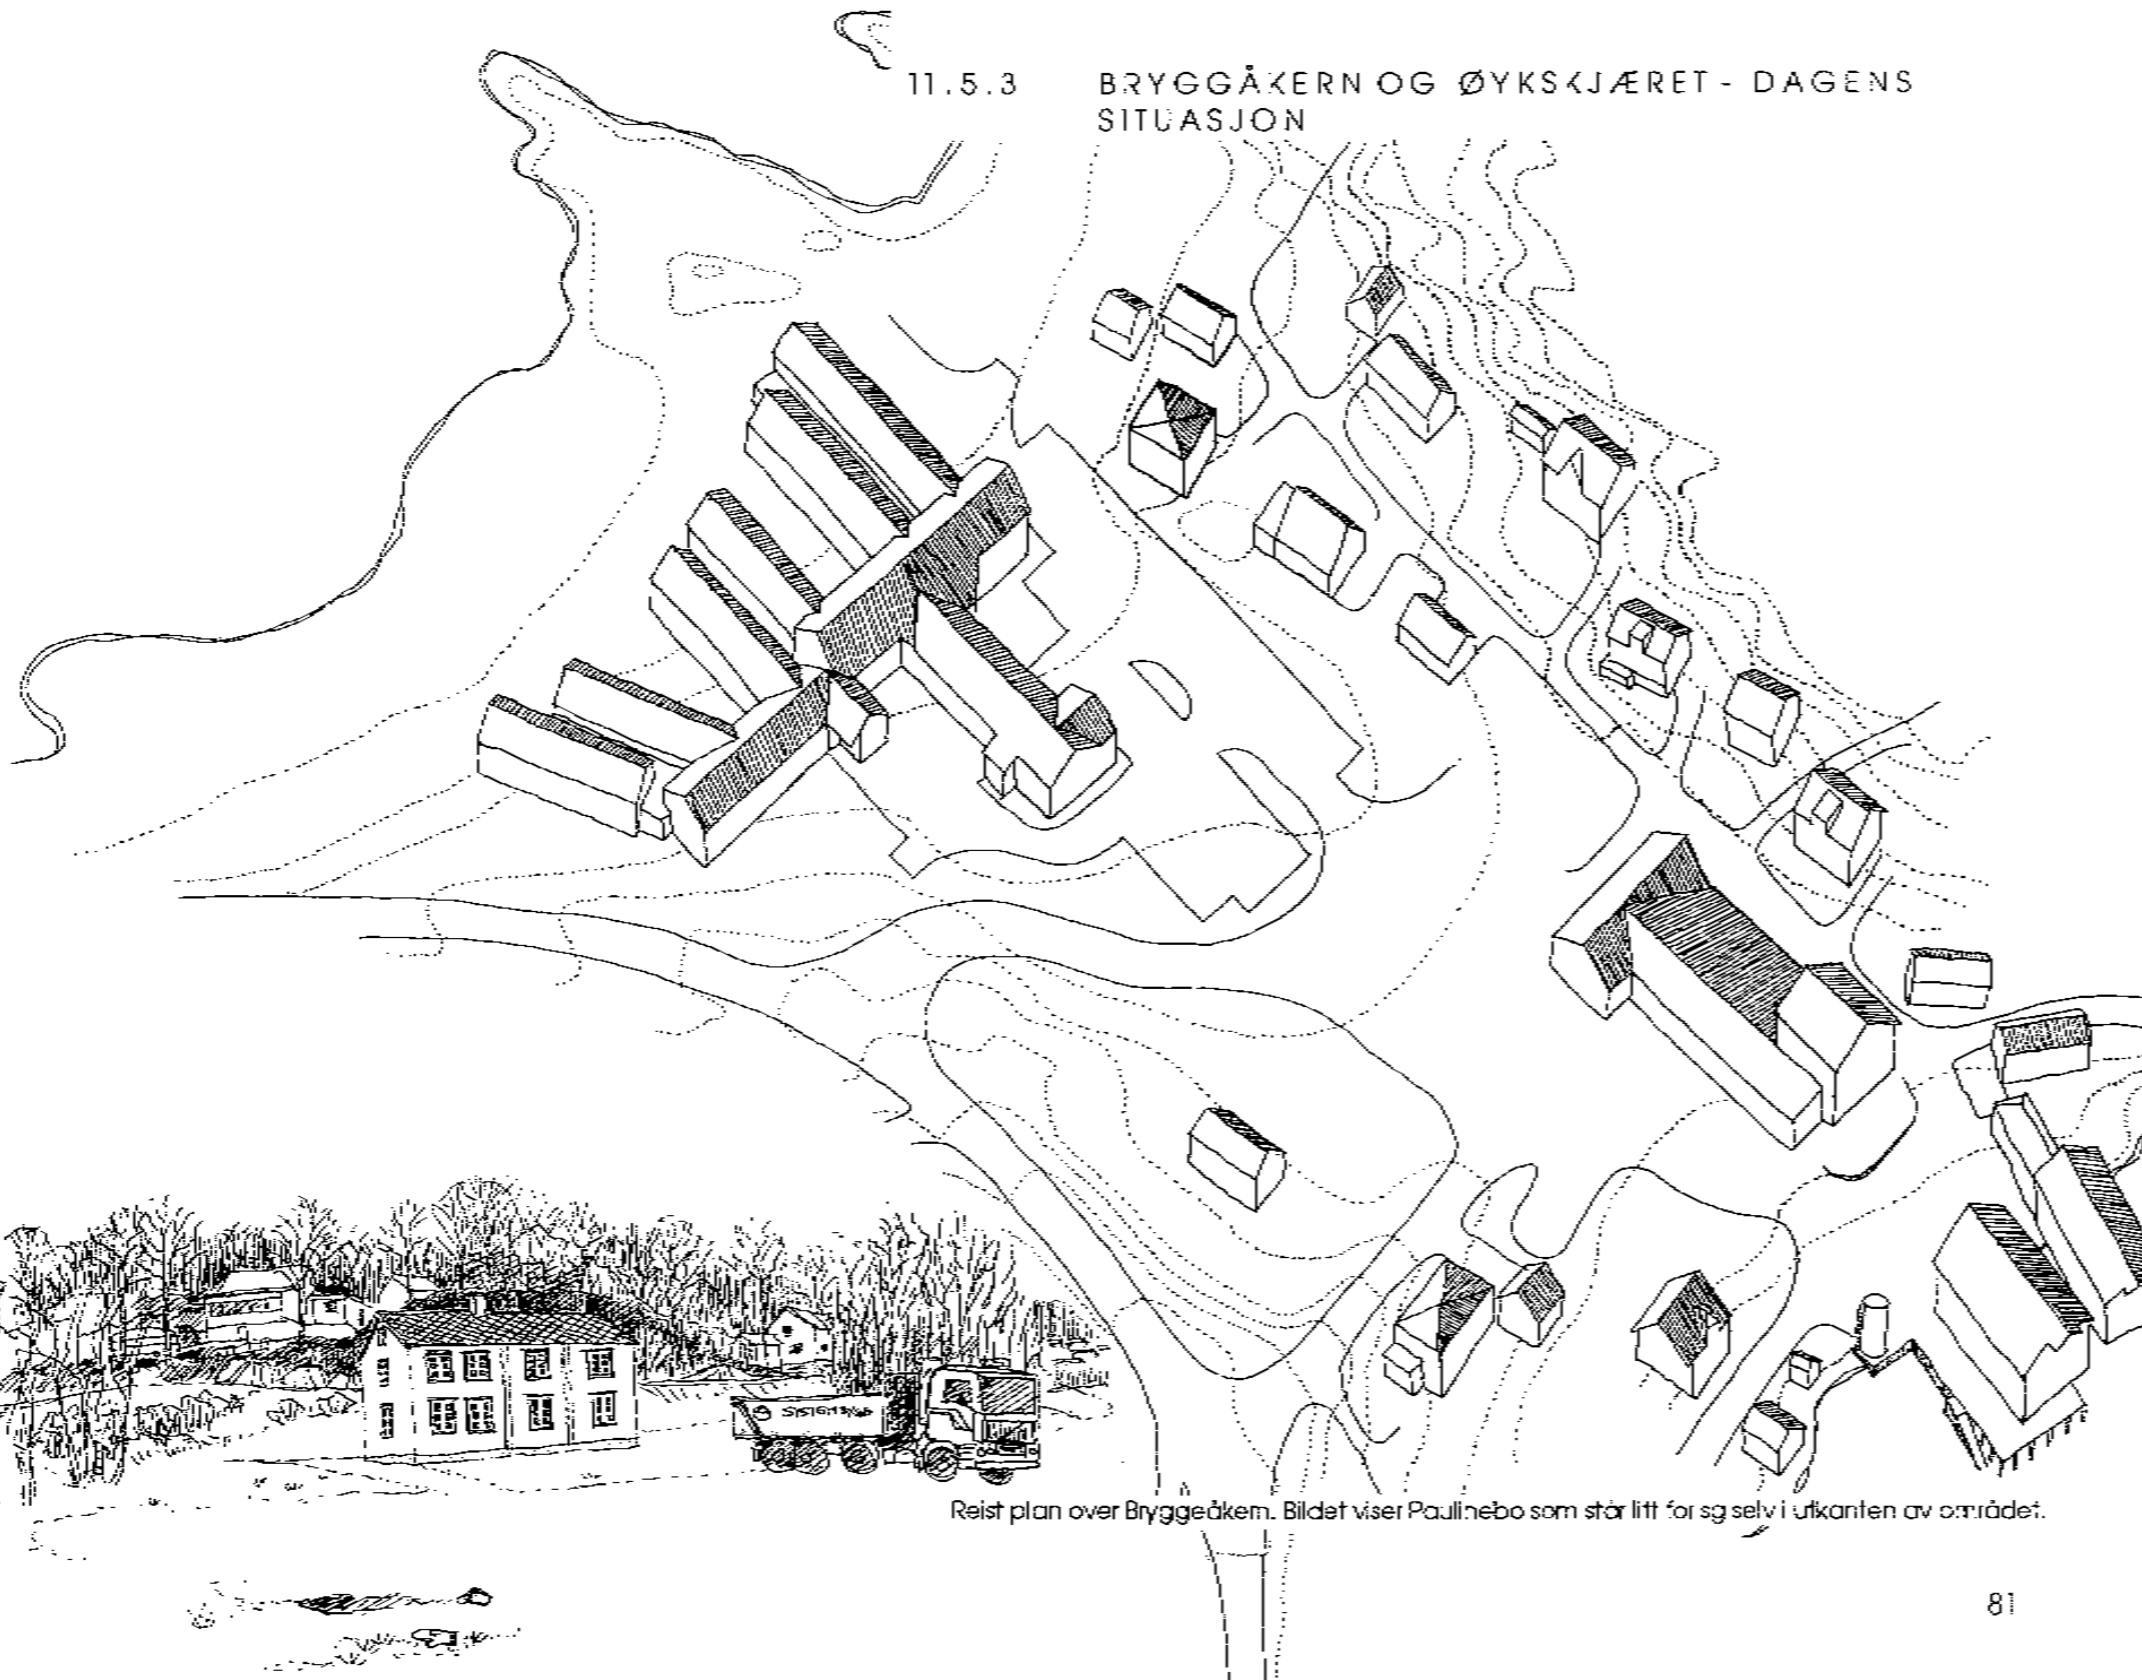 11.5.3 BRYGGÅKERN OG ØYKSKJÆRET - DAGENS
SITUASJON
Reist plan over Bryggeåkern. Bildet viser Paulinebo som står litt for sg selv i utkanten av området.
81